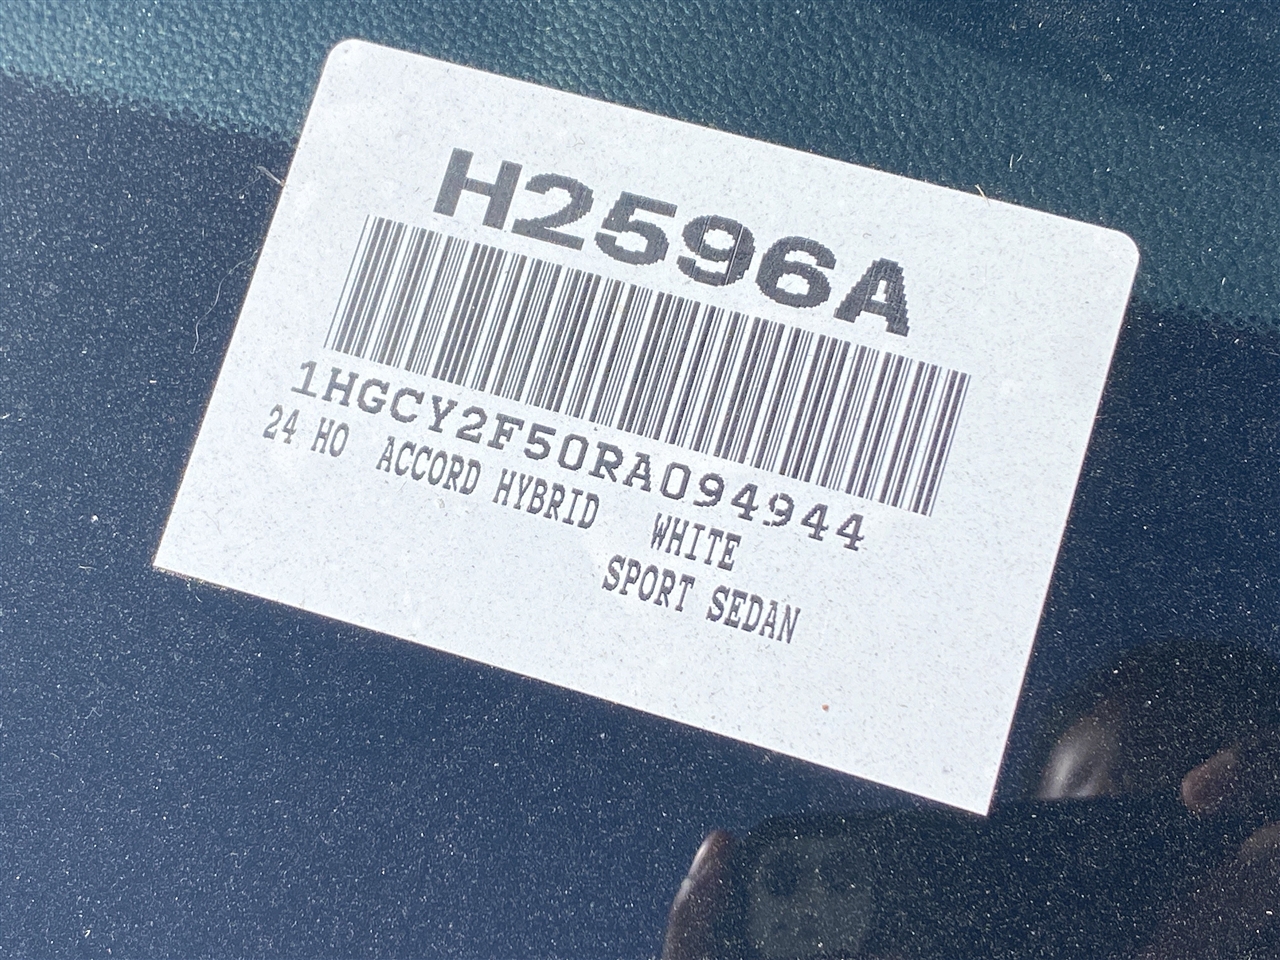 H2596A
1HGCY2F50RA094944
24 HO ACCORD HYBRID WHITE
SPORT SEDAN